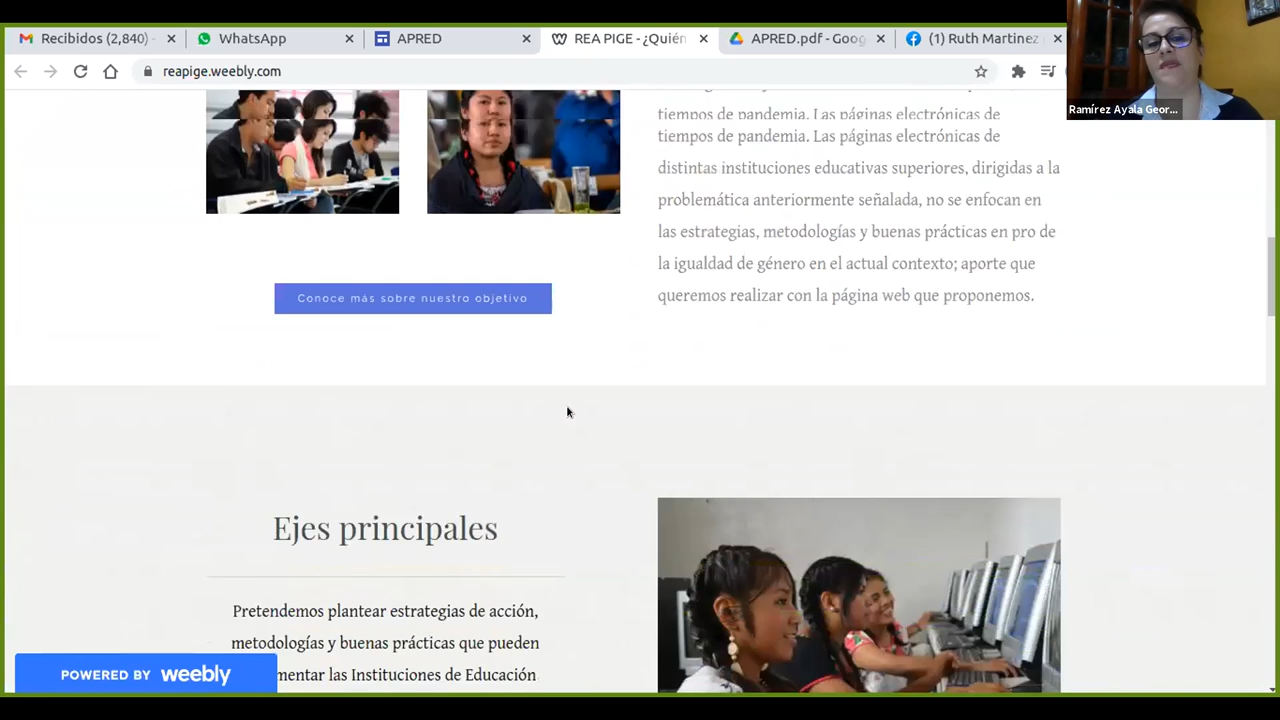 Recibidos (2,840) -
WhatsApp
APRED
REA PIGE - ¿Quién
APRED.pdf - Goog
(1) Ruth Martinez
reapige.weebly.com
Ramírez Ayala Geor...
tiempos de pandemia. Las páginas electrónicas de
tiempos de pandemia. Las páginas electrónicas de
distintas instituciones educativas superiores, dirigidas a la
problemática anteriormente señalada, no se enfocan en
las estrategias, metodologías y buenas prácticas en pro de
la igualdad de género en el actual contexto; aporte que
queremos realizar con la página web que proponemos.
Conoce más sobre nuestro objetivo
Ejes principales
Pretendemos plantear estrategias de acción,
metodologías y buenas prácticas que pueden
mentar las Instituciones de Educación
POWERED BY weebly